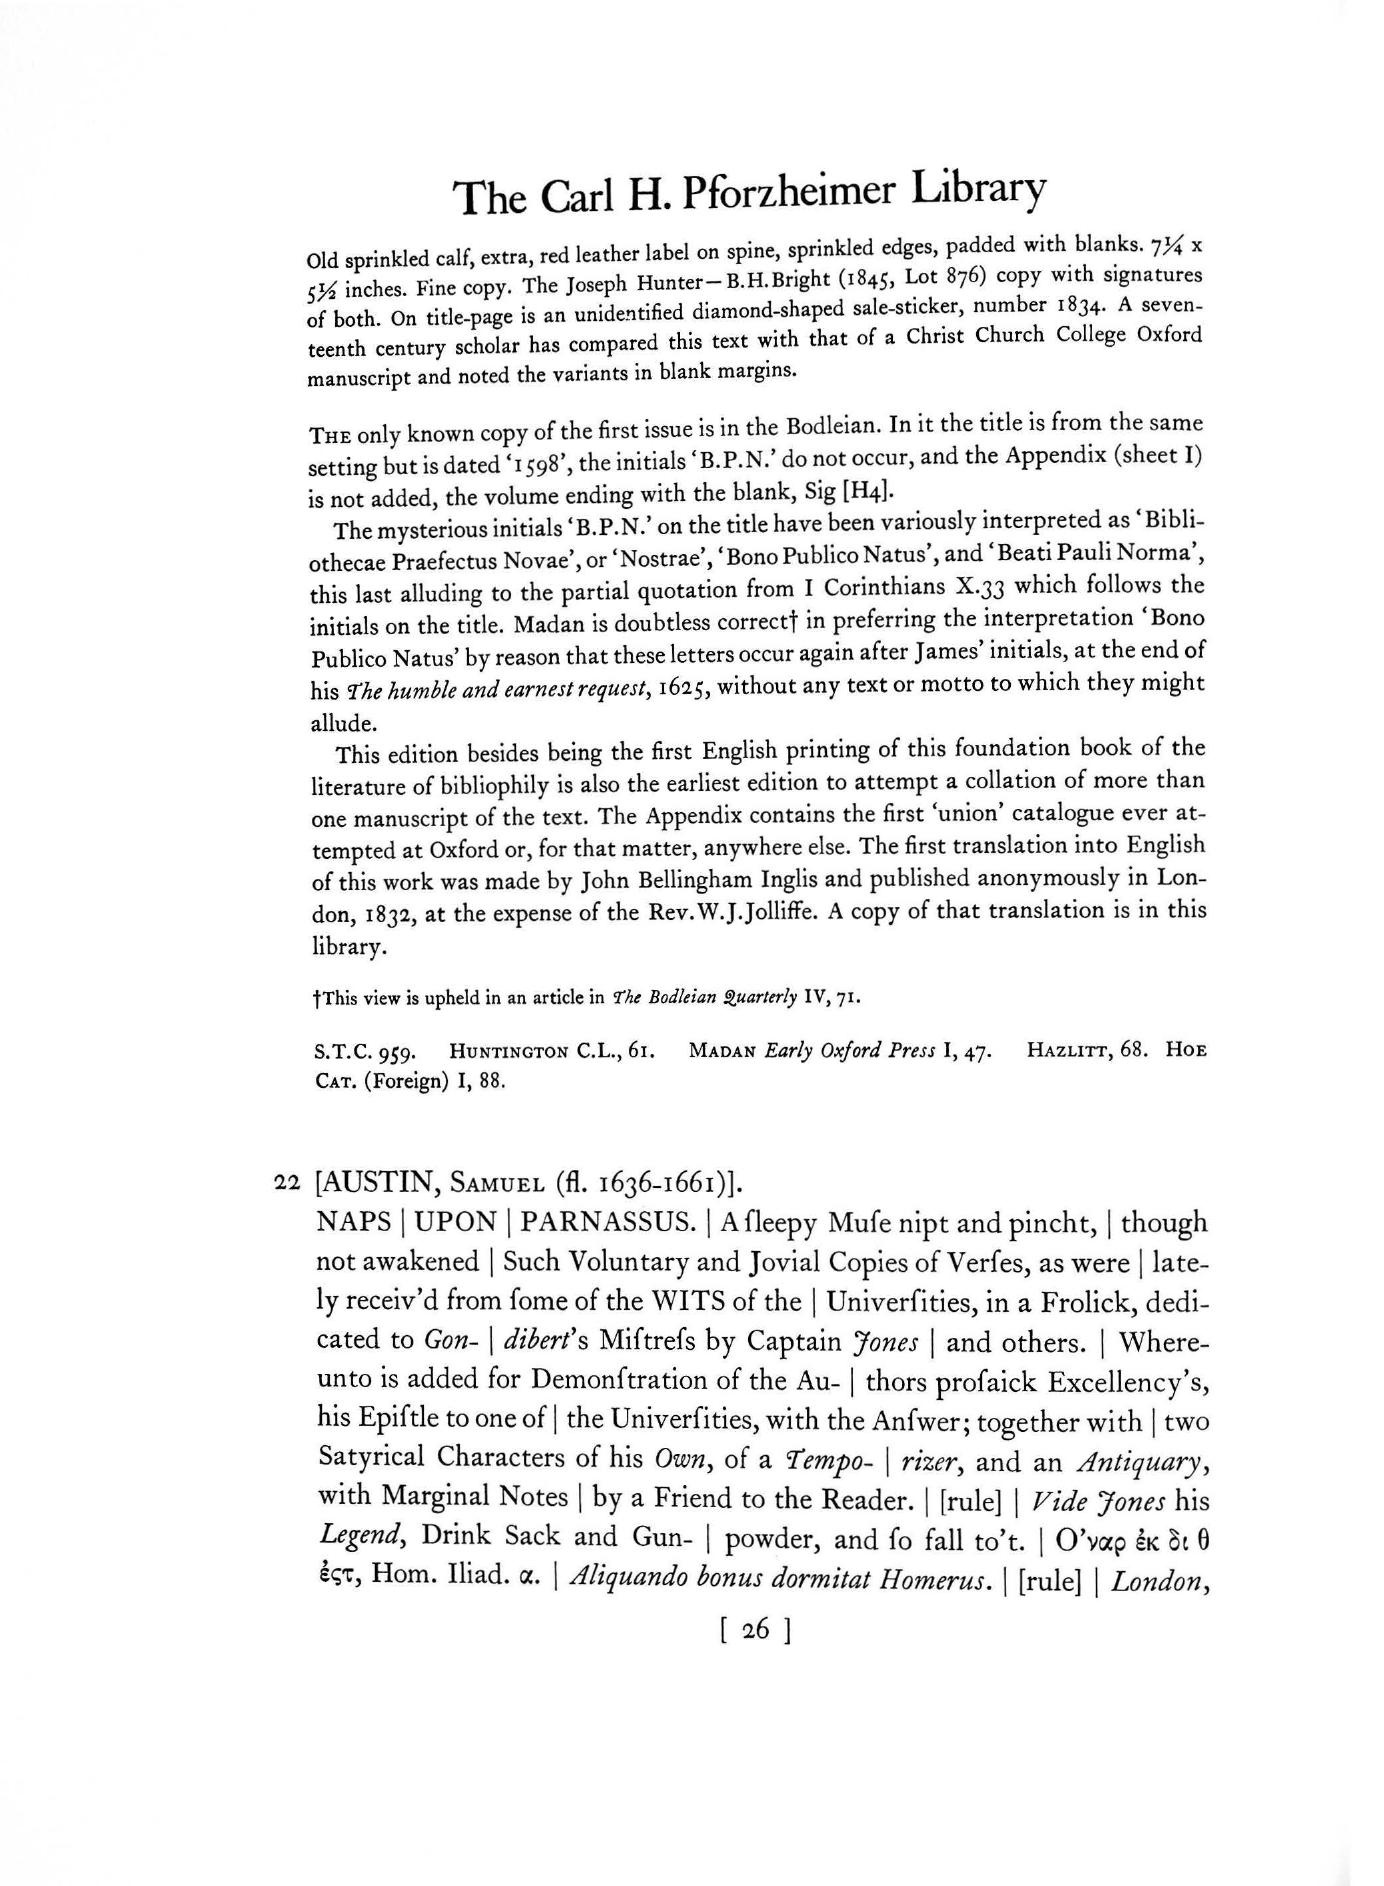 The Carl H. Pforzheimer Library
Old sprinkled calf, extra, red leather label on spine, sprinkled edges, padded with blanks. 7¼ x
5½ inches. Fine copy. The Joseph Hunter—B.H.Bright (1845, Lot 876) copy with signatures
of both. On title-page is an unidentified diamond-shaped sale-sticker, number 1834. A seven-
teenth century scholar has compared this text with that of a Christ Church College Oxford
manuscript and noted the variants in blank margins.
THE only known copy of the first issue is in the Bodleian. In it the title is from the same
setting but is dated ‘1598’, the initials ‘B.P.N.’ do not occur, and the Appendix (sheet I)
is not added, the volume ending with the blank, Sig [H4].
The mysterious initials ‘B.P.N.’ on the title have been variously interpreted as ‘Bibli-
othecae Praefectus Novae’, or ‘Nostrae’, ‘Bono Publico Natus’, and ‘Beati Pauli Norma’,
this last alluding to the partial quotation from I Corinthians X.33 which follows the
initials on the title. Madan is doubtless correct† in preferring the interpretation ‘Bono
Publico Natus’ by reason that these letters occur again after James’ initials, at the end of
his The humble and earnest request, 1625, without any text or motto to which they might
allude.
This edition besides being the first English printing of this foundation book of the
literature of bibliophily is also the earliest edition to attempt a collation of more than
one manuscript of the text. The Appendix contains the first ‘union’ catalogue ever at-
tempted at Oxford or, for that matter, anywhere else. The first translation into English
of this work was made by John Bellingham Inglis and published anonymously in Lon-
don, 1832, at the expense of the Rev.W.J.Jolliffe. A copy of that translation is in this
library.
†This view is upheld in an article in The Bodleian Quarterly IV, 71.
S.T.C. 959. HUNTINGTON C.L., 61. MADAN Early Oxford Press I, 47. HAZLITT, 68. HOE
CAT. (Foreign) I, 88.
22 [AUSTIN, SAMUEL (fl. 1636-1661)].
NAPS | UPON | PARNASSUS. | A ſleepy Muſe nipt and pincht, | though
not awakened | Such Voluntary and Jovial Copies of Verſes, as were | late-
ly receiv’d from ſome of the WITS of the | Univerſities, in a Frolick, dedi-
cated to Gon- | dibert’s Miſtreſs by Captain Jones | and others. | Where-
unto is added for Demonſtration of the Au- | thors proſaick Excellency’s,
his Epiſtle to one of | the Univerſities, with the Anſwer; together with | two
Satyrical Characters of his Own, of a Tempo- | rizer, and an Antiquary,
with Marginal Notes | by a Friend to the Reader. | [rule] | Vide Jones his
Legend, Drink Sack and Gun- | powder, and ſo fall to’t. | Ο’ναρ ἐκ δι θ
ἐςτ, Hom. Iliad. α. | Aliquando bonus dormitat Homerus. | [rule] | London,
[ 26 ]